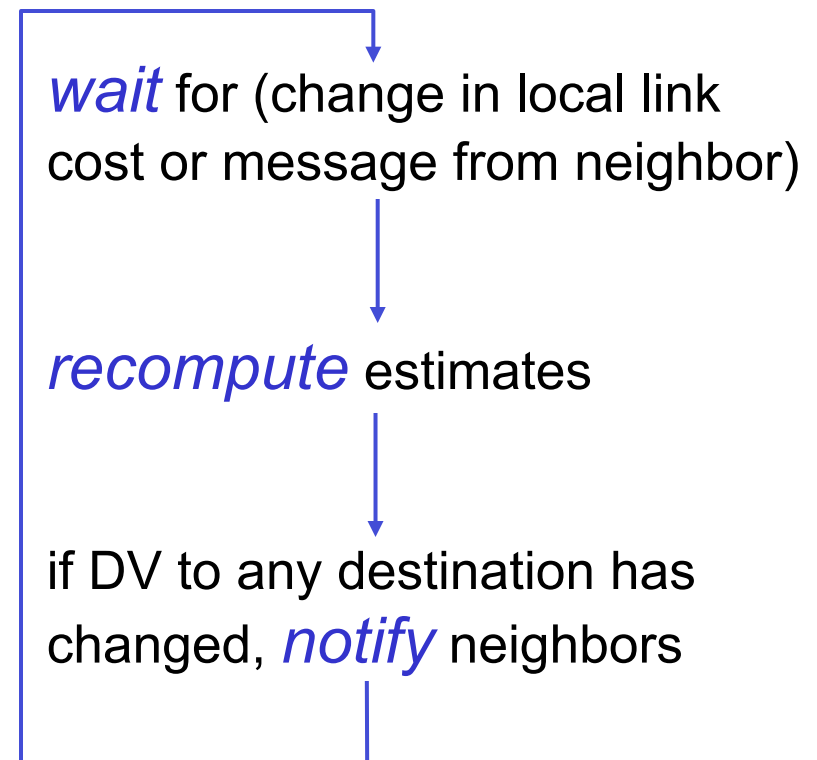 wait for (change in local link
cost or message from neighbor)
recompute estimates
if DV to any destination has
changed, notify neighbors